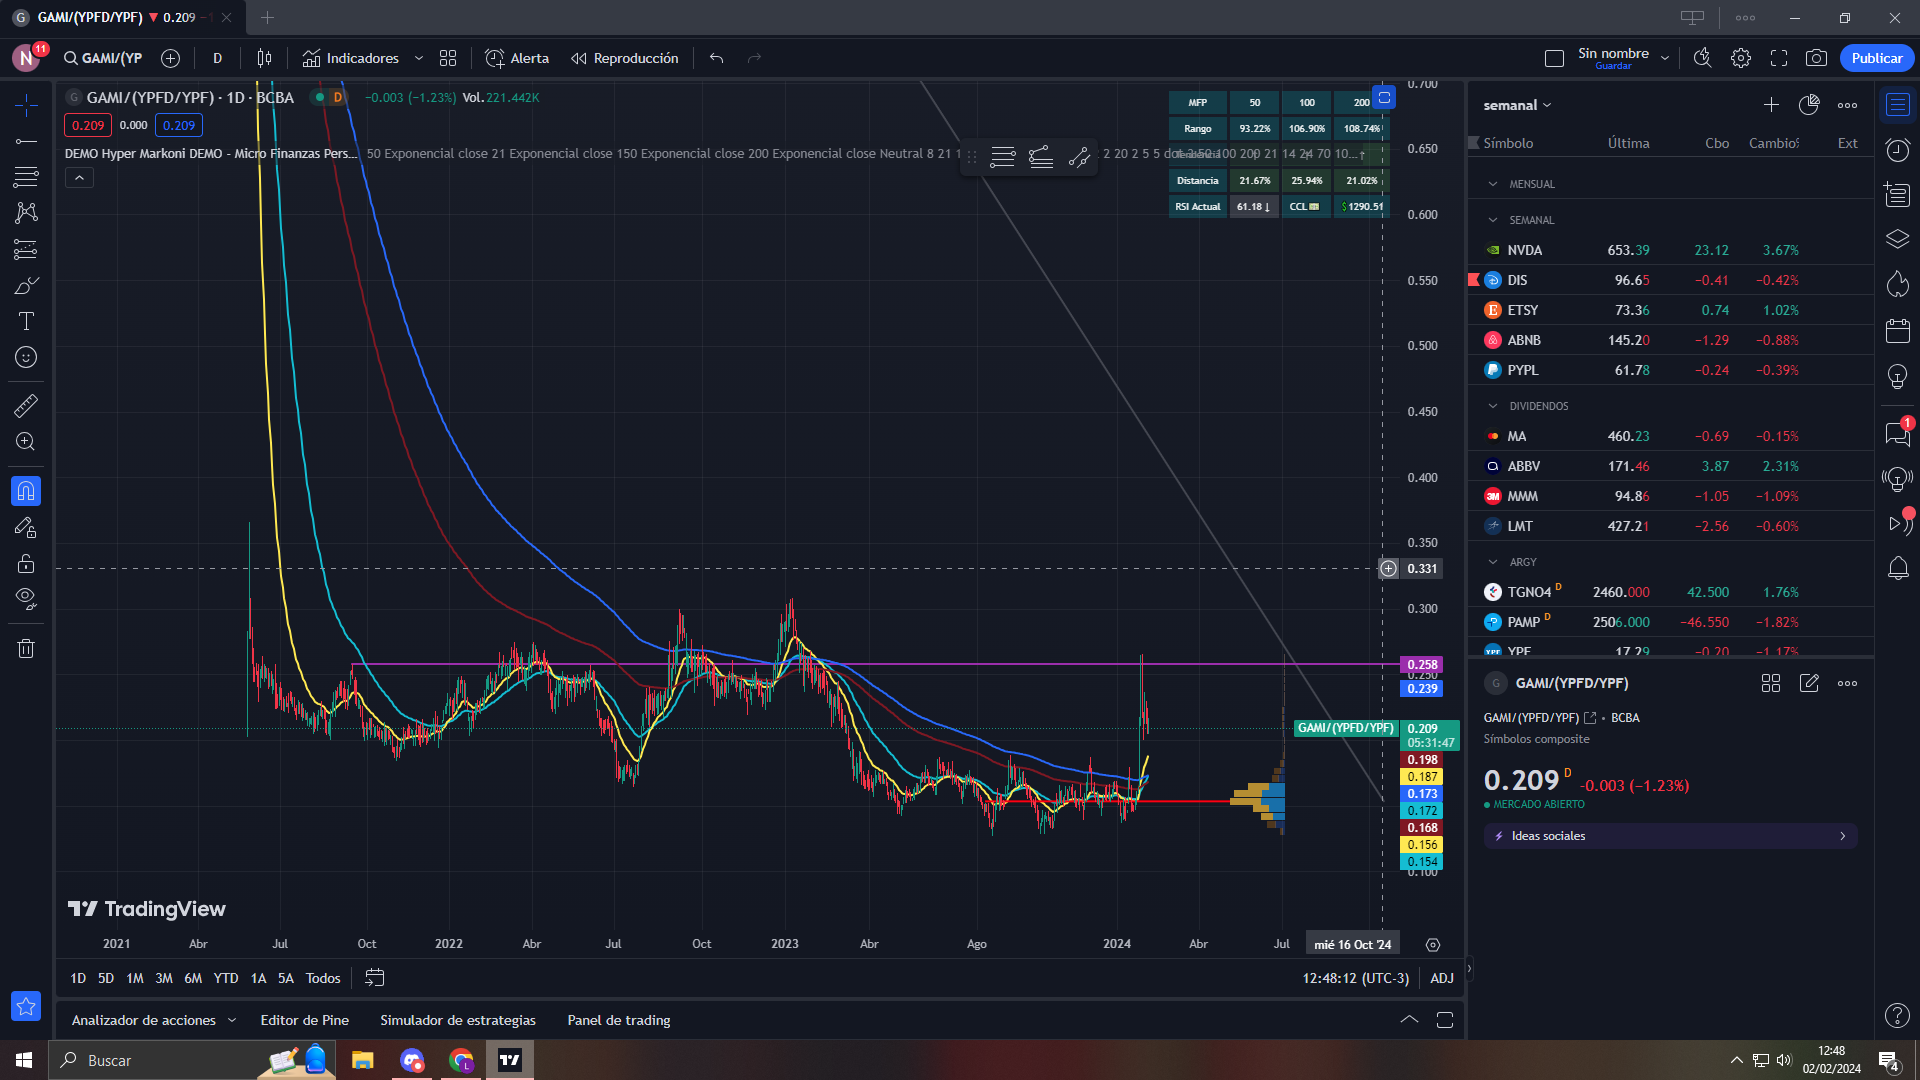 GAMI/(YPFD/YPF) ▼ 0.209 −1
N 11 GAMI/(YP D Indicadores Alerta Reproducción Sin nombre Guardar Publicar
G GAMI/(YPFD/YPF) · 1D · BCBA D −0.003 (−1.23%) Vol.221.442K
0.209 0.000 0.209
DEMO Hyper Markoni DEMO - Micro Finanzas Pers... 50 Exponencial close 21 Exponencial close 150 Exponencial close 200 Exponencial close Neutral 8 21 1
2 20 2 5 5 dot 2 50 100 200 21 14 24 70 10...
MFP 50 100 200
Rango 93.22% 106.90% 108.74%
Tendencia ↑ ↑ ↑
Distancia 21.67% 25.94% 21.02%
RSI Actual 61.18 ↓ CCL $1290.51
0.700
0.650
0.600
0.550
0.500
0.450
0.400
0.350
0.331
0.300
0.258
0.250
0.239
GAMI/(YPFD/YPF) 0.209
05:31:47
0.198
0.187
0.173
0.172
0.168
0.156
0.154
0.100
TradingView
2021 Abr Jul Oct 2022 Abr Jul Oct 2023 Abr Ago 2024 Abr Jul mié 16 Oct '24
1D 5D 1M 3M 6M YTD 1A 5A Todos 12:48:12 (UTC-3) ADJ
Analizador de acciones Editor de Pine Simulador de estrategias Panel de trading
semanal
Símbolo Última Cbo Cambio% Ext
MENSUAL
SEMANAL
NVDA 653.39 23.12 3.67%
DIS 96.65 −0.41 −0.42%
ETSY 73.36 0.74 1.02%
ABNB 145.20 −1.29 −0.88%
PYPL 61.78 −0.24 −0.39%
DIVIDENDOS
MA 460.23 −0.69 −0.15%
ABBV 171.46 3.87 2.31%
3M MMM 94.86 −1.05 −1.09%
LMT 427.21 −2.56 −0.60%
ARGY
TGNO4 D 2460.000 42.500 1.76%
PAMP D 2506.000 −46.550 −1.82%
YPF 17.29 −0.20 −1.17%
G GAMI/(YPFD/YPF)
GAMI/(YPFD/YPF) • BCBA
Símbolos composite
0.209 D −0.003 (−1.23%)
MERCADO ABIERTO
Ideas sociales
1
Buscar
12:48
02/02/2024
4